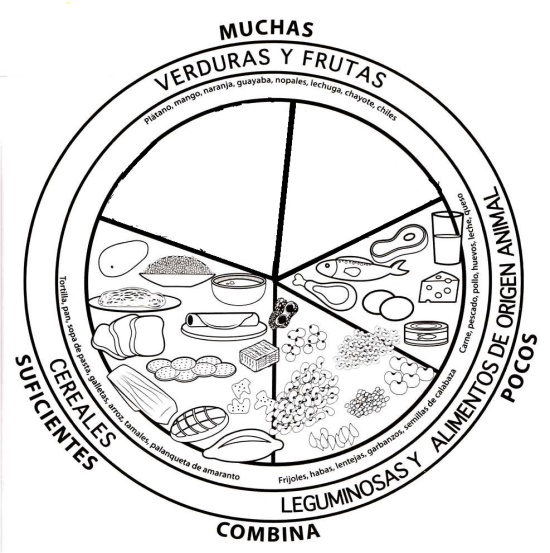 MUCHAS
VERDURAS Y FRUTAS
Plátano, mango, naranja, guayaba, nopales, lechuga, chayote, chiles
Carne, pescado, pollo, huevos, leche, queso
LEGUMINOSAS Y ALIMENTOS DE ORIGEN ANIMAL
POCOS
Tortilla, pan, sopa de pasta, galletas, arroz, tamales, palanqueta de amaranto
CEREALES
SUFICIENTES
Frijoles, habas, lentejas, garbanzos, semillas de calabaza
COMBINA